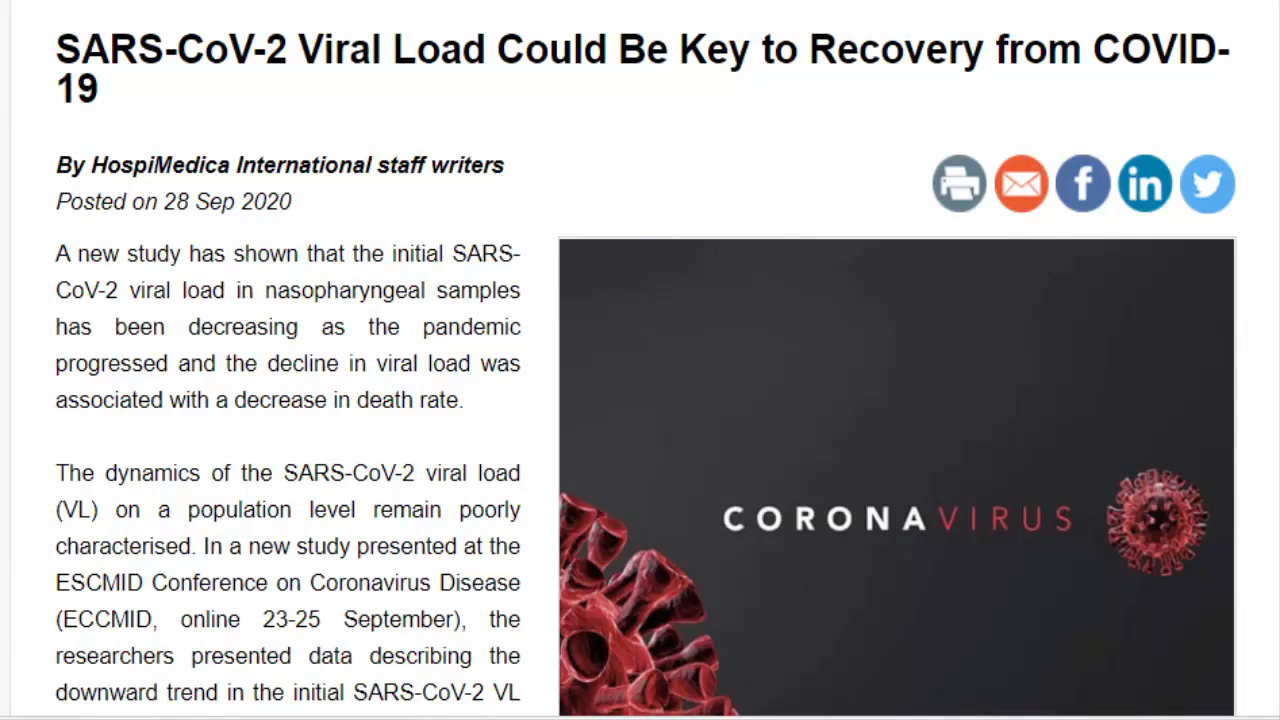 SARS-CoV-2 Viral Load Could Be Key to Recovery from COVID-
19
By HospiMedica International staff writers
Posted on 28 Sep 2020
A new study has shown that the initial SARS-
CoV-2 viral load in nasopharyngeal samples
has been decreasing as the pandemic
progressed and the decline in viral load was
associated with a decrease in death rate.
The dynamics of the SARS-CoV-2 viral load
(VL) on a population level remain poorly
characterised. In a new study presented at the
ESCMID Conference on Coronavirus Disease
(ECCMID, online 23-25 September), the
researchers presented data describing the
downward trend in the initial SARS-CoV-2 VL
CORONAVIRUS